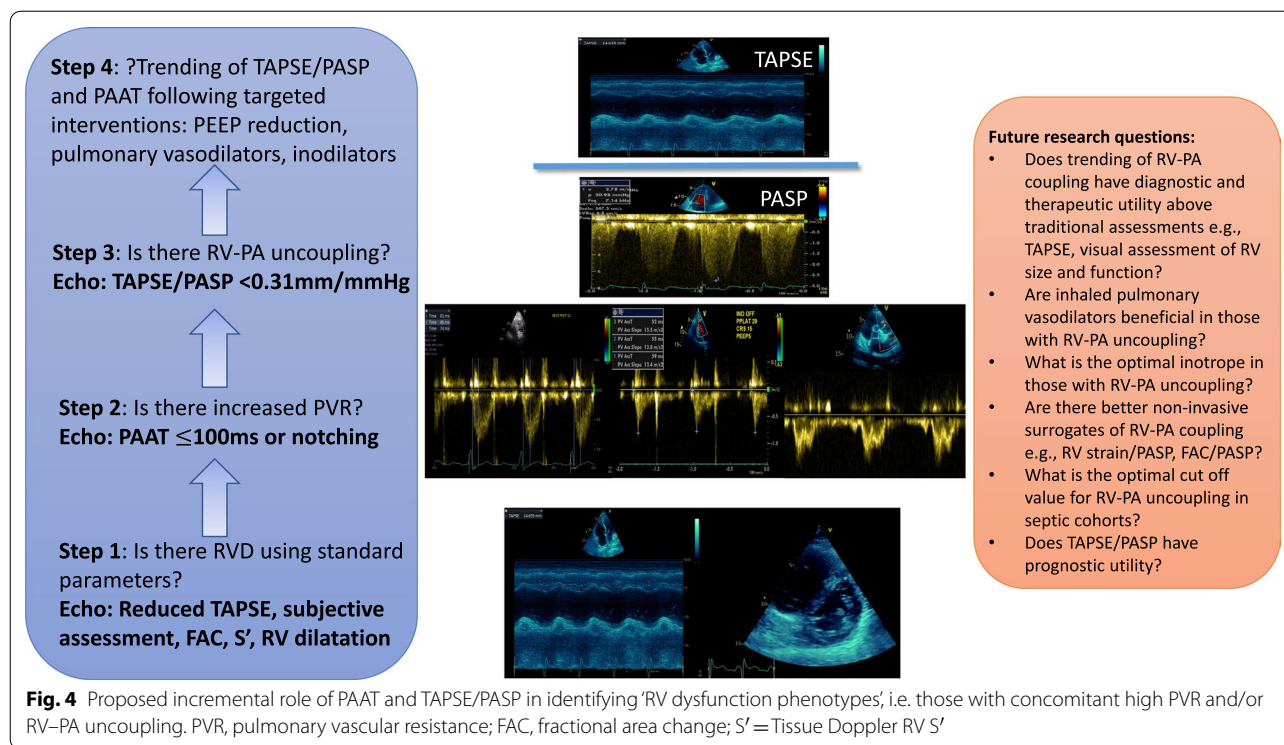 Step 4: ?Trending of TAPSE/PASP
and PAAT following targeted
interventions: PEEP reduction,
pulmonary vasodilators, inodilators
Step 3: Is there RV-PA uncoupling?
Echo: TAPSE/PASP <0.31mm/mmHg
Step 2: Is there increased PVR?
Echo: PAAT ≤100ms or notching
Step 1: Is there RVD using standard
parameters?
Echo: Reduced TAPSE, subjective
assessment, FAC, S’, RV dilatation
TAPSE
PASP
INO OFF
PPLAT 29
CRS 15
PEEP5
Future research questions:
• Does trending of RV-PA
coupling have diagnostic and
therapeutic utility above
traditional assessments e.g.,
TAPSE, visual assessment of RV
size and function?
• Are inhaled pulmonary
vasodilators beneficial in those
with RV-PA uncoupling?
• What is the optimal inotrope in
those with RV-PA uncoupling?
• Are there better non-invasive
surrogates of RV-PA coupling
e.g., RV strain/PASP, FAC/PASP?
• What is the optimal cut off
value for RV-PA uncoupling in
septic cohorts?
• Does TAPSE/PASP have
prognostic utility?
Fig. 4 Proposed incremental role of PAAT and TAPSE/PASP in identifying ‘RV dysfunction phenotypes’, i.e. those with concomitant high PVR and/or
RV–PA uncoupling. PVR, pulmonary vascular resistance; FAC, fractional area change; S′ = Tissue Doppler RV S′